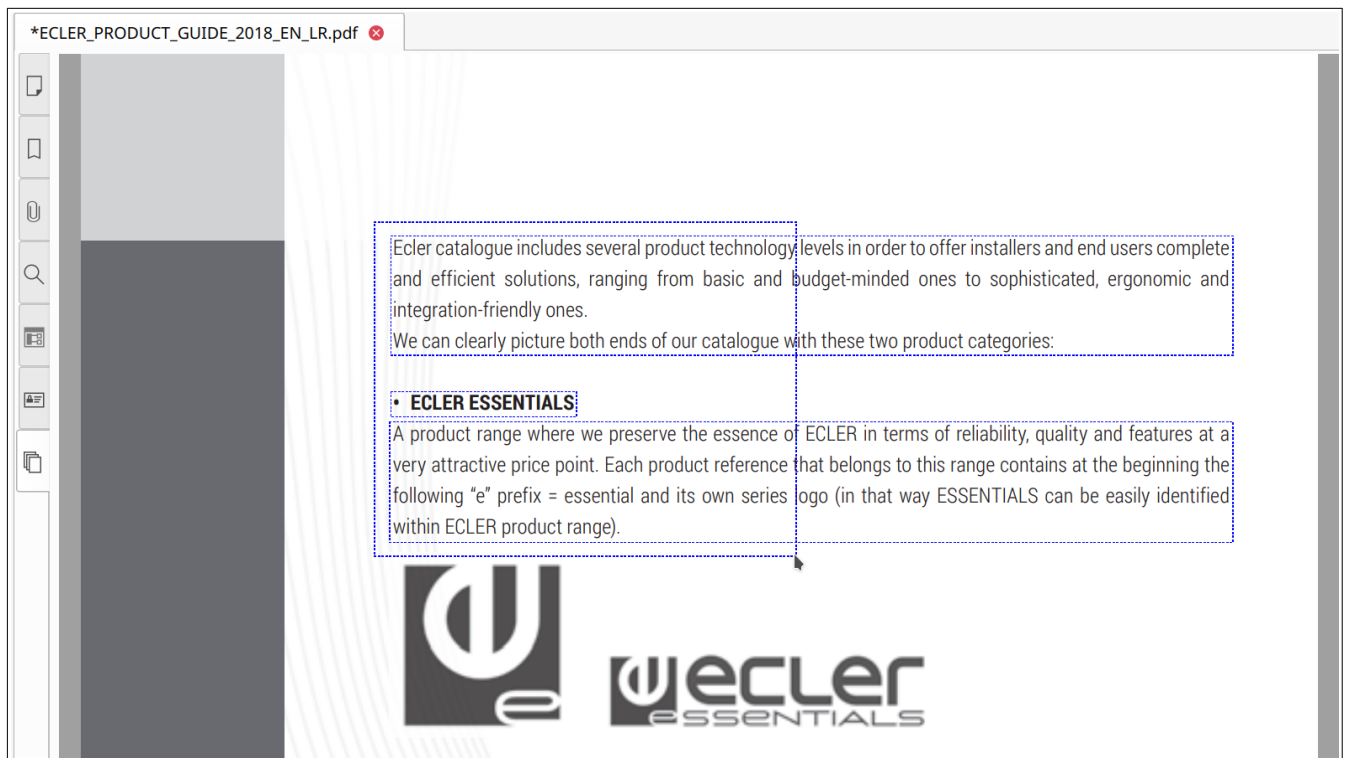 *ECLER_PRODUCT_GUIDE_2018_EN_LR.pdf
Ecler catalogue includes several product technology levels in order to offer installers and end users complete
and efficient solutions, ranging from basic and budget-minded ones to sophisticated, ergonomic and
integration-friendly ones.
We can clearly picture both ends of our catalogue with these two product categories:
• ECLER ESSENTIALS
A product range where we preserve the essence of ECLER in terms of reliability, quality and features at a
very attractive price point. Each product reference that belongs to this range contains at the beginning the
following “e” prefix = essential and its own series logo (in that way ESSENTIALS can be easily identified
within ECLER product range).
e
ecler
essentials